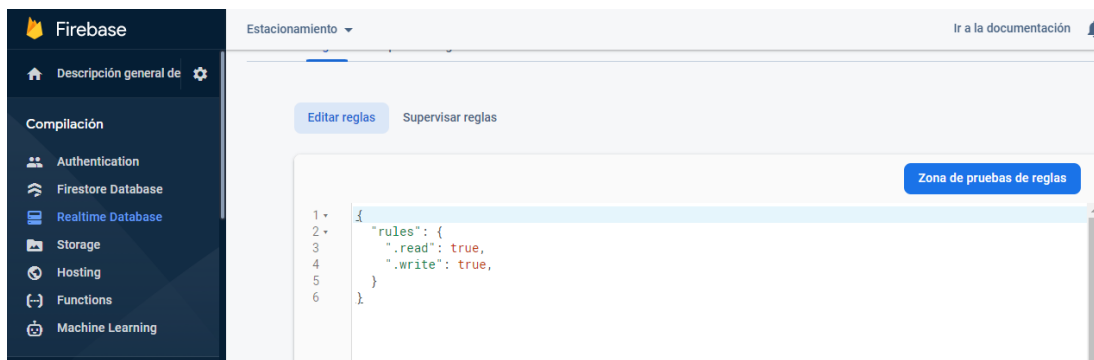 Firebase
Estacionamiento
Ir a la documentación
Descripción general de
Compilación
Authentication
Firestore Database
Realtime Database
Storage
Hosting
Functions
Machine Learning
Editar reglas Supervisar reglas
Zona de pruebas de reglas
1 {
2 "rules": {
3 ".read": true,
4 ".write": true,
5 }
6 }